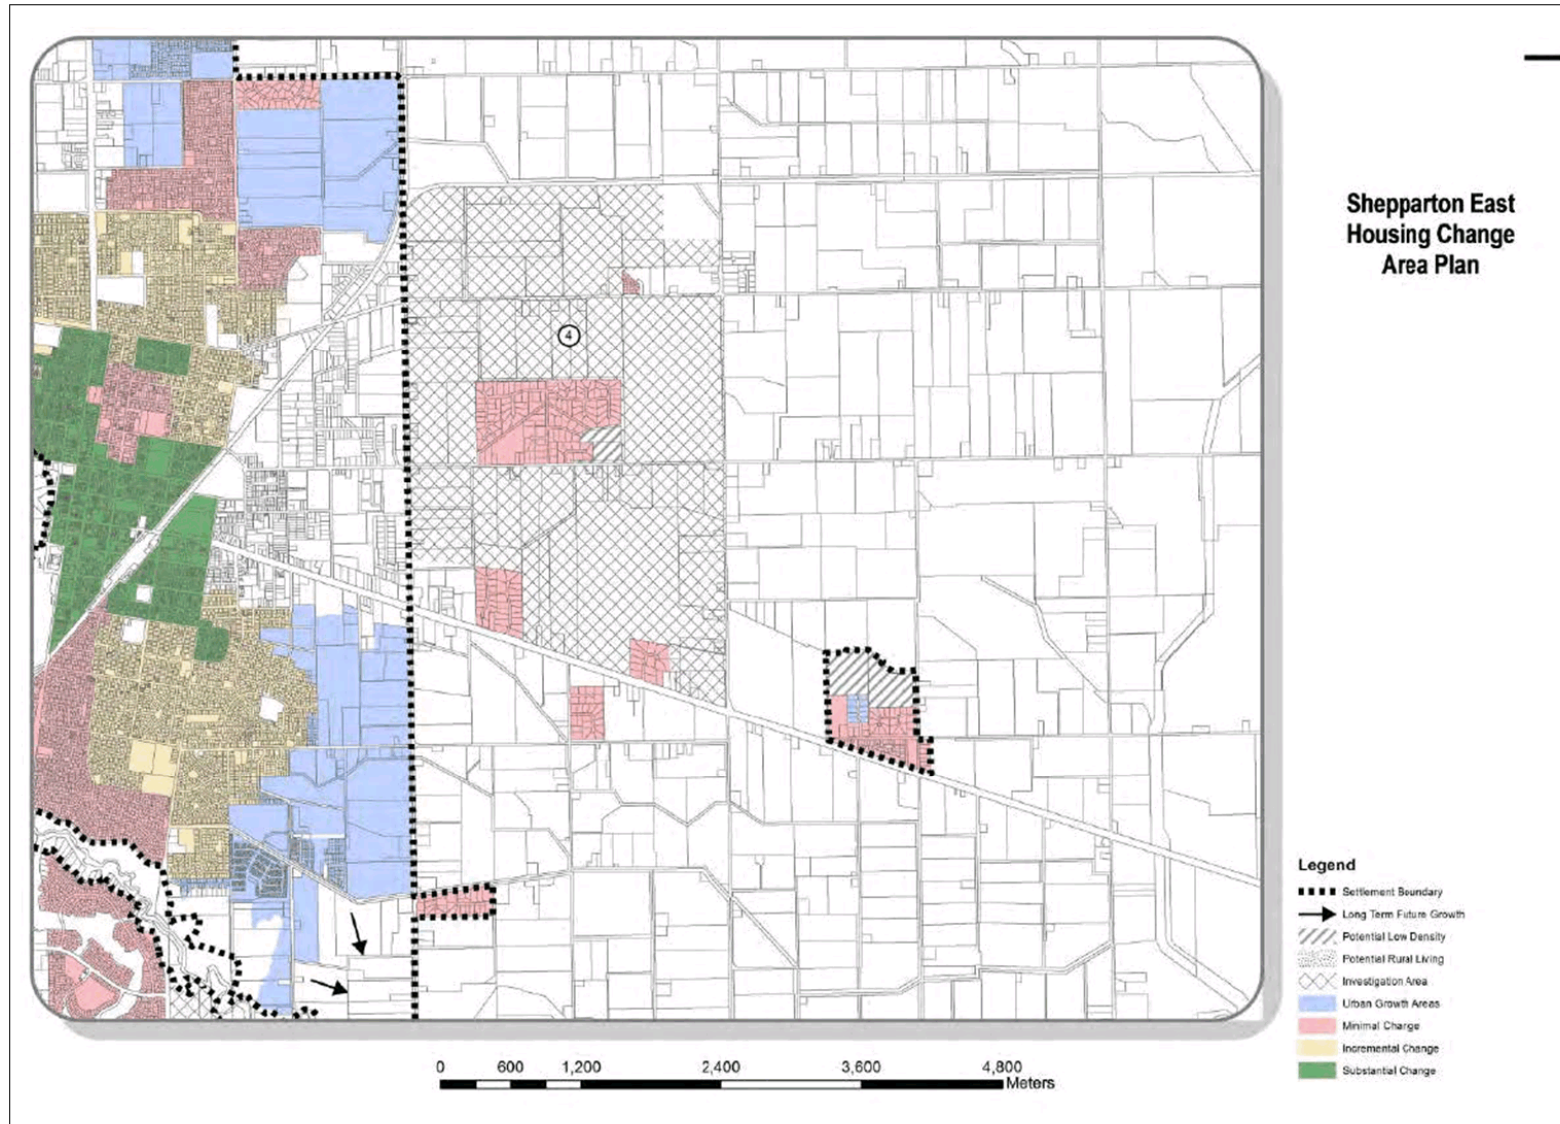 Shepparton East
Housing Change
Area Plan
4
Legend
Settlement Boundary
Long Term Future Growth
Potential Low Density
Potential Rural Living
Investigation Area
Urban Growth Areas
Minimal Change
Incremental Change
Substantial Change
0 600 1,200 2,400 3,600 4,800
Meters